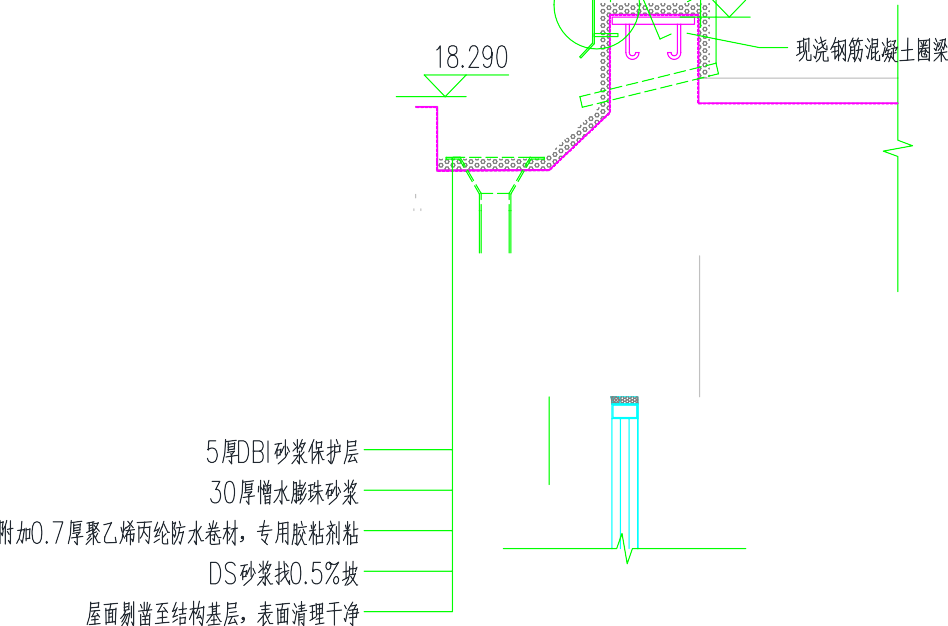 现浇钢筋混凝土圈梁
18.290
5厚DBI砂浆保护层
30厚憎水膨珠砂浆
附加0.7厚聚乙烯丙纶防水卷材，专用胶粘剂粘
DS砂浆找0.5%坡
屋面剔凿至结构基层，表面清理干净